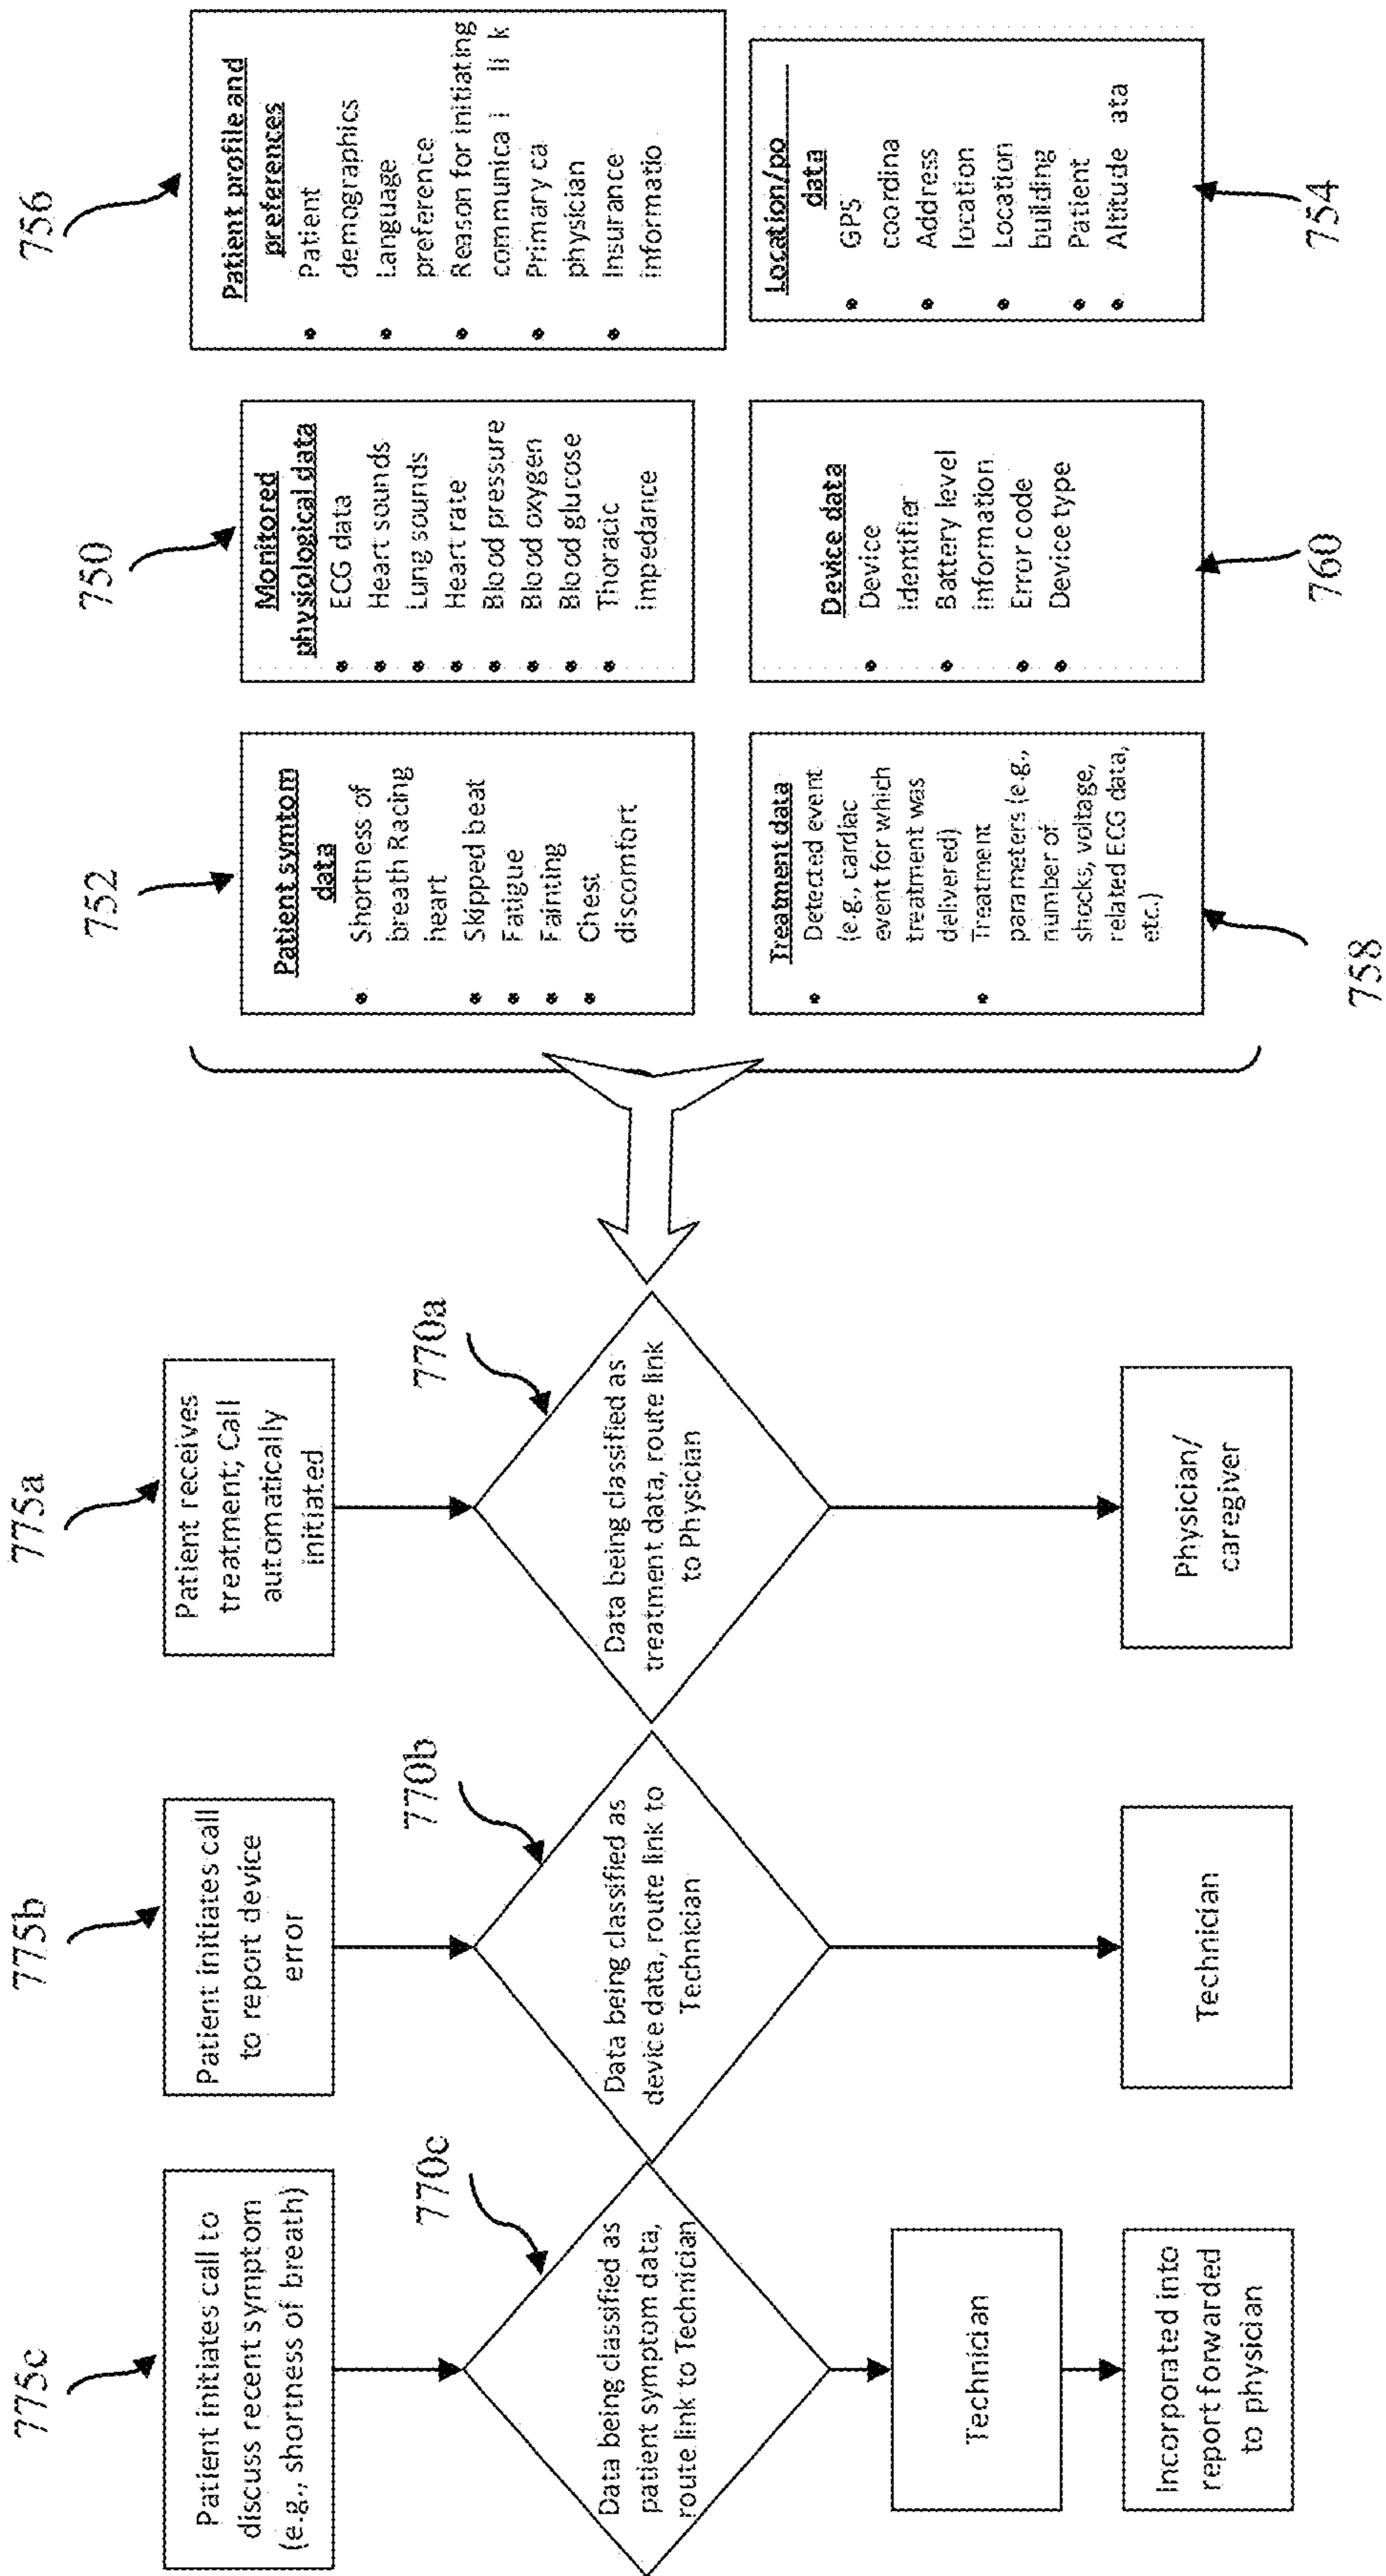 775c
Patient initiates call to
discuss recent symptom
(e.g., shortness of breath)
770c
Data being classified as
patient symptom data,
route link to Technician
Technician
Incorporated into
report forwarded
to physician
775b
Patient initiates call
to report device
error
770b
Data being classified as
device data, route link to
Technician
Technician
775a
Patient receives
treatment; Call
automatically
initiated
770a
Data being classified as
treatment data, route link
to Physician
Physician/
caregiver
752
Patient symtom
data
• Shortness of
breath Racing
heart
• Skipped beat
• Fatigue
• Fainting
• Chest
discomfort
750
Monitored
physiological data
• ECG data
• Heart sounds
• Lung sounds
• Heart rate
• Blood pressure
• Blood oxygen
• Blood glucose
• Thoracic
impedance
756
Patient profile and
preferences
• Patient
demographics
• Language
preference
• Reason for initiating
communica
• Primary ca
physician
• Insurance
informatio
Treatment data
• Detected event
(e.g., cardiac
event for which
treatment was
delivered)
• Treatment
parameters (e.g.,
number of
shocks, voltage,
related ECG data,
etc.)
758
Device data
• Device
identifier
• Battery level
information
• Error code
• Device type
760
Location/po
data
• GPS
coordina
• Address
location
• Location
building
• Patient
• Altitude ata
754